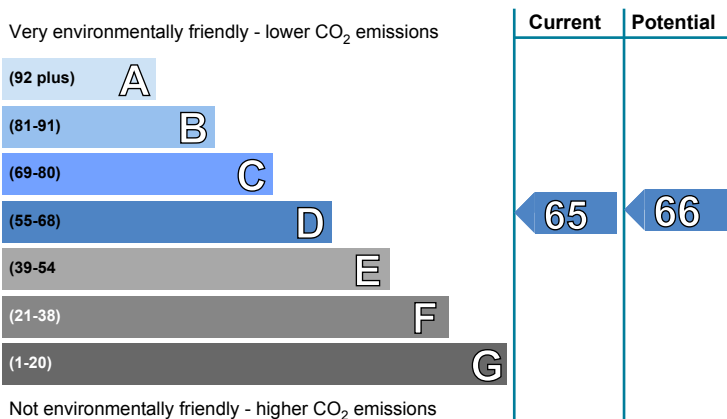 Current Potential
Very environmentally friendly - lower CO2 emissions
(92 plus) A
(81-91) B
(69-80) C
(55-68) D 65 66
(39-54 E
(21-38) F
(1-20) G
Not environmentally friendly - higher CO2 emissions